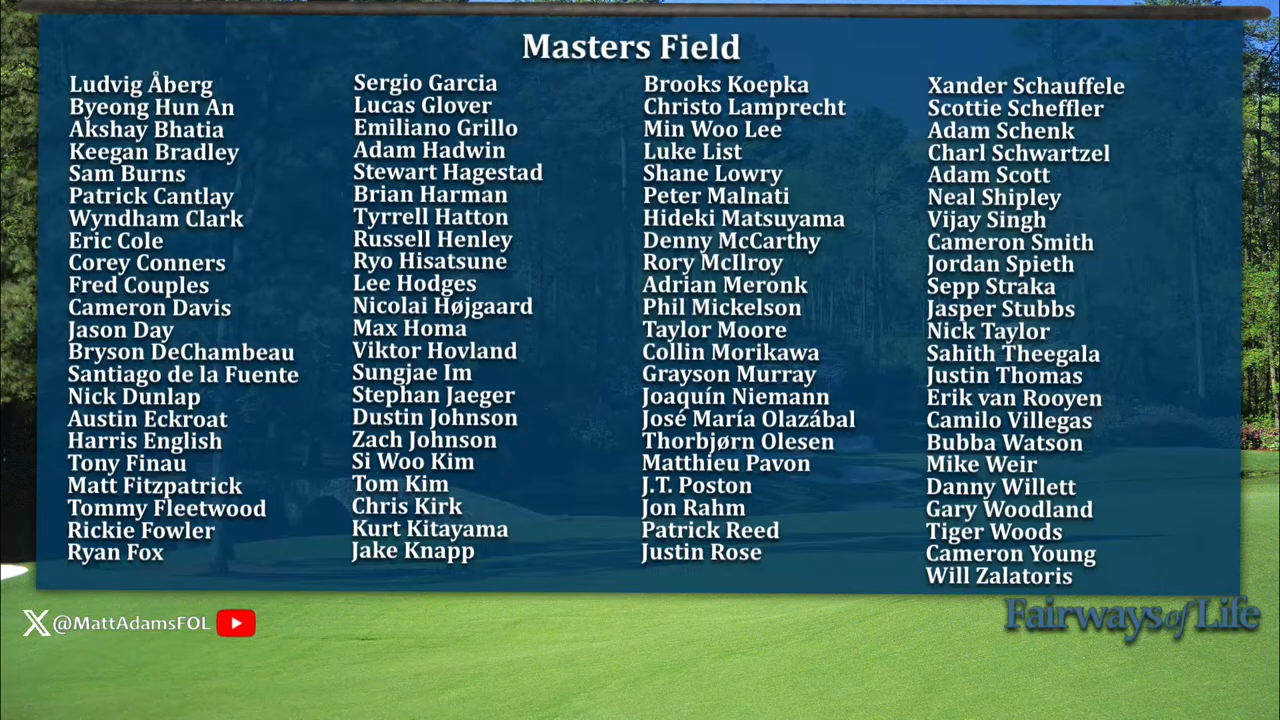 Masters Field
Ludvig Åberg
Byeong Hun An
Akshay Bhatia
Keegan Bradley
Sam Burns
Patrick Cantlay
Wyndham Clark
Eric Cole
Corey Conners
Fred Couples
Cameron Davis
Jason Day
Bryson DeChambeau
Santiago de la Fuente
Nick Dunlap
Austin Eckroat
Harris English
Tony Finau
Matt Fitzpatrick
Tommy Fleetwood
Rickie Fowler
Ryan Fox
Sergio Garcia
Lucas Glover
Emiliano Grillo
Adam Hadwin
Stewart Hagestad
Brian Harman
Tyrrell Hatton
Russell Henley
Ryo Hisatsune
Lee Hodges
Nicolai Højgaard
Max Homa
Viktor Hovland
Sungjae Im
Stephan Jaeger
Dustin Johnson
Zach Johnson
Si Woo Kim
Tom Kim
Chris Kirk
Kurt Kitayama
Jake Knapp
Brooks Koepka
Christo Lamprecht
Min Woo Lee
Luke List
Shane Lowry
Peter Malnati
Hideki Matsuyama
Denny McCarthy
Rory McIlroy
Adrian Meronk
Phil Mickelson
Taylor Moore
Collin Morikawa
Grayson Murray
Joaquín Niemann
José María Olazábal
Thorbjørn Olesen
Matthieu Pavon
J.T. Poston
Jon Rahm
Patrick Reed
Justin Rose
Xander Schauffele
Scottie Scheffler
Adam Schenk
Charl Schwartzel
Adam Scott
Neal Shipley
Vijay Singh
Cameron Smith
Jordan Spieth
Sepp Straka
Jasper Stubbs
Nick Taylor
Sahith Theegala
Justin Thomas
Erik van Rooyen
Camilo Villegas
Bubba Watson
Mike Weir
Danny Willett
Gary Woodland
Tiger Woods
Cameron Young
Will Zalatoris
@MattAdamsFOL
Fairways of Life